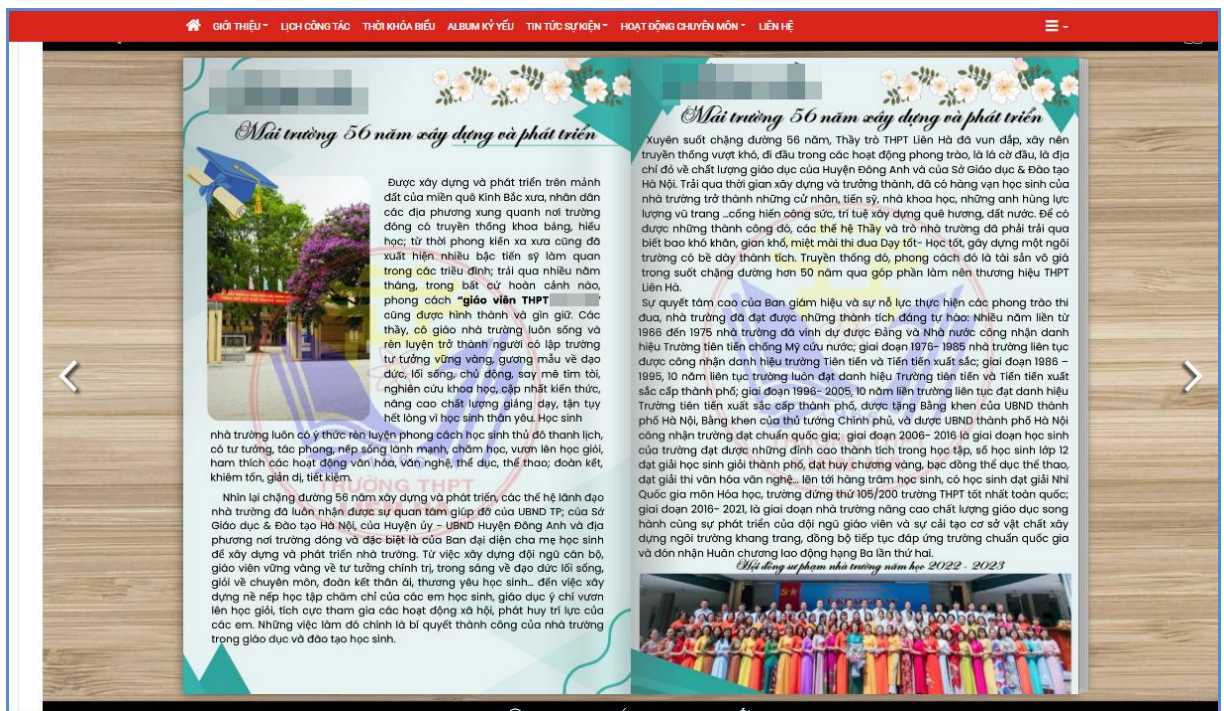 GIỚI THIỆU
LỊCH CÔNG TÁC
THỜI KHÓA BIỂU
ALBUM KỶ YẾU
TIN TỨC SỰ KIỆN
HOẠT ĐỘNG CHUYÊN MÔN
LIÊN HỆ
Mái trường 56 năm xây dựng và phát triển
Được xây dựng và phát triển trên mảnh
đất của miền quê Kinh Bắc xưa, nhân dân
các địa phương xung quanh nơi trường
đóng có truyền thống khoa bảng, hiếu
học; từ thời phong kiến xa xưa cũng đã
xuất hiện nhiều bậc tiến sỹ làm quan
trong các triều đình; trải qua nhiều năm
tháng, trong bất cứ hoàn cảnh nào,
phong cách “giáo viên THPT
cũng được hình thành và gìn giữ. Các
thầy, cô giáo nhà trường luôn sống và
rèn luyện trở thành người có lập trường
tư tưởng vững vàng, gương mẫu về đạo
đức, lối sống, chủ động, say mê tìm tòi,
nghiên cứu khoa học, cập nhất kiến thức,
nâng cao chất lượng giảng dạy, tận tụy
hết lòng vì học sinh thân yêu. Học sinh
nhà trường luôn có ý thức rèn luyện phong cách học sinh thủ đô thanh lịch,
có tư tưởng, tác phong, nếp sống lành mạnh, chăm học, vươn lên học giỏi,
ham thích các hoạt động văn hóa, văn nghệ, thể dục, thể thao; đoàn kết,
khiêm tốn, giản dị, tiết kiệm.
TRƯỜNG THPT
Nhìn lại chặng đường 56 năm xây dựng và phát triển, các thế hệ lãnh đạo
nhà trường đã luôn nhận được sự quan tâm giúp đỡ của UBND TP; của Sở
Giáo dục & Đào tạo Hà Nội, của Huyện ủy – UBND Huyện Đông Anh và địa
phương nơi trường đóng và đặc biệt là của Ban đại diện cha mẹ học sinh
để xây dựng và phát triển nhà trường. Từ việc xây dựng đội ngũ cán bộ,
giáo viên vững vàng về tư tưởng chính trị, trong sáng về đạo đức lối sống,
giỏi về chuyên môn, đoàn kết thân ái, thương yêu học sinh... đến việc xây
dựng nề nếp học tập chăm chỉ của các em học sinh, giáo dục ý chí vươn
lên học giỏi, tích cực tham gia các hoạt động xã hội, phát huy trí lực của
các em. Những việc làm đó chính là bí quyết thành công của nhà trường
trong giáo dục và đào tạo học sinh.
Mái trường 56 năm xây dựng và phát triển
Xuyên suốt chặng đường 56 năm, Thầy trò THPT Liên Hà đã vun đắp, xây nên
truyền thống vượt khó, đi đầu trong các hoạt động phong trào, là lá cờ đầu, là địa
chỉ đỏ về chất lượng giáo dục của Huyện Đông Anh và của Sở Giáo dục & Đào tạo
Hà Nội. Trải qua thời gian xây dựng và trưởng thành, đã có hàng vạn học sinh của
nhà trường trở thành những cử nhân, tiến sỹ, nhà khoa học, những anh hùng lực
lượng vũ trang ...cống hiến công sức, trí tuệ xây dựng quê hương, đất nước. Để có
được những thành công đó, các thế hệ Thầy và trò nhà trường đã phải trải qua
biết bao khó khăn, gian khổ, miệt mài thi đua Dạy tốt- Học tốt, gây dựng một ngôi
trường có bề dày thành tích. Truyền thống đó, phong cách đó là tài sản vô giá
trong suốt chặng đường hơn 50 năm qua góp phần làm nên thương hiệu THPT
Liên Hà.
Sự quyết tâm cao của Ban giám hiệu và sự nỗ lực thực hiện các phong trào thi
đua, nhà trường đã đạt được những thành tích đáng tự hào: nhiều năm liền từ
1966 đến 1975 nhà trường đã vinh dự được Đảng và Nhà nước công nhận danh
hiệu Trường tiên tiến chống Mỹ cứu nước; giai đoạn 1976- 1985 nhà trường liên tục
được công nhận danh hiệu trường Tiên tiến và Tiến tiến xuất sắc; giai đoạn 1986 –
1995, 10 năm liên tục trường luôn đạt danh hiệu Trường tiên tiến và Tiến tiến xuất
sắc cấp thành phố; giai đoạn 1996- 2005, 10 năm liền trường liên tục đạt danh hiệu
Trường tiên tiến xuất sắc cấp thành phố, được tặng Bằng khen của UBND thành
phố Hà Nội, Bằng khen của thủ tướng Chính phủ, và được UBND thành phố Hà Nội
công nhận trường đạt chuẩn quốc gia; giai đoạn 2006- 2016 là giai đoạn học sinh
của trường đạt được những đỉnh cao thành tích trong học tập, số học sinh lớp 12
đạt giải học sinh giỏi thành phố, đạt huy chương vàng, bạc đồng thể dục thể thao,
đạt giải thi văn hóa văn nghệ... lên tới hàng trăm học sinh, có học sinh đạt giải Nhì
Quốc gia môn Hóa học, trường đứng thứ 105/200 trường THPT tốt nhất toàn quốc;
giai đoạn 2016- 2021, là giai đoạn nhà trường nâng cao chất lượng giáo dục song
hành cùng sự phát triển của đội ngũ giáo viên và sự cải tạo cơ sở vật chất xây
dựng ngôi trường khang trang, đồng bộ tiếp tục đáp ứng trường chuẩn quốc gia
và đón nhận Huân chương lao động hạng Ba lần thứ hai.
Hội đồng sư phạm nhà trường năm học 2022 - 2023